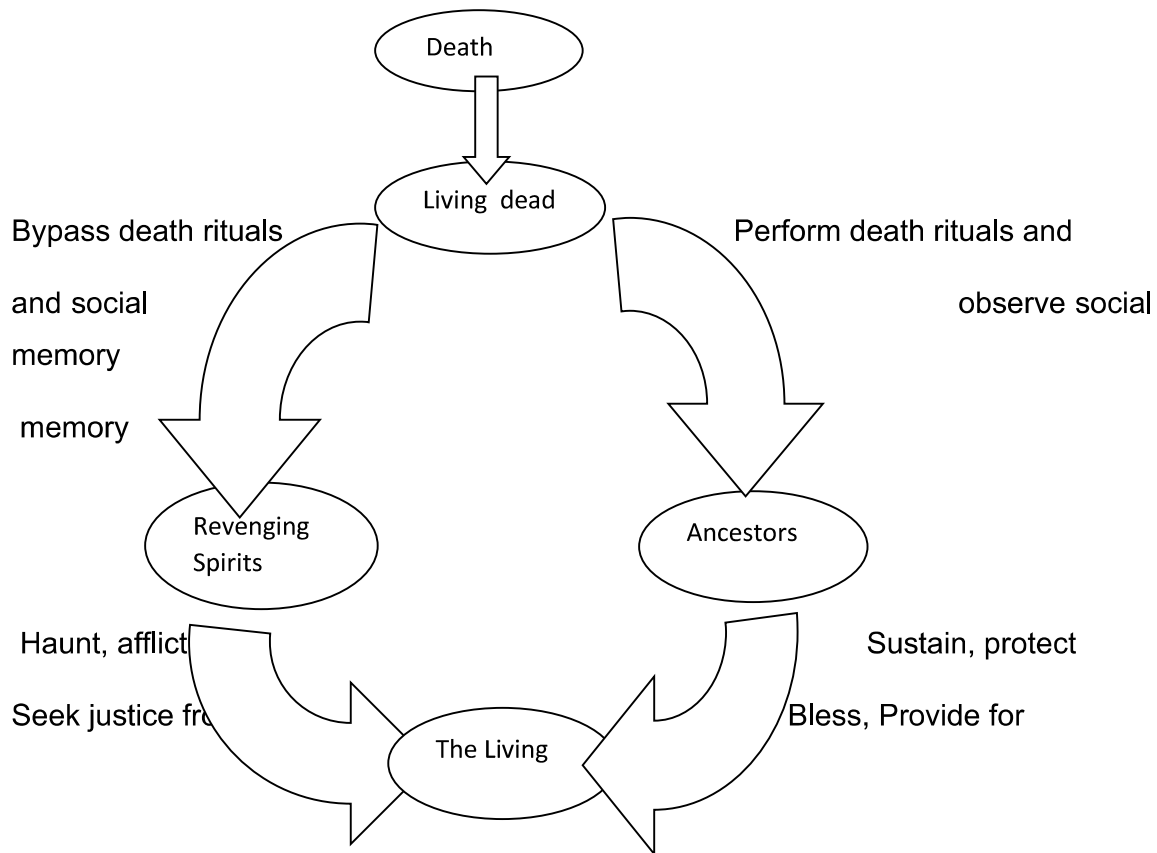 Death
Living dead
Bypass death rituals
Perform death rituals and
and social
observe social
memory
memory
Revenging
Spirits
Ancestors
Haunt, afflict
Sustain, protect
Seek justice fro
Bless, Provide for
The Living